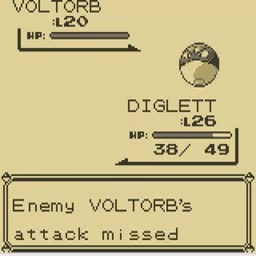 VOLTORB
:L20
HP:
DIGLETT
:L26
HP:
38/ 49
Enemy VOLTORB's
attack missed